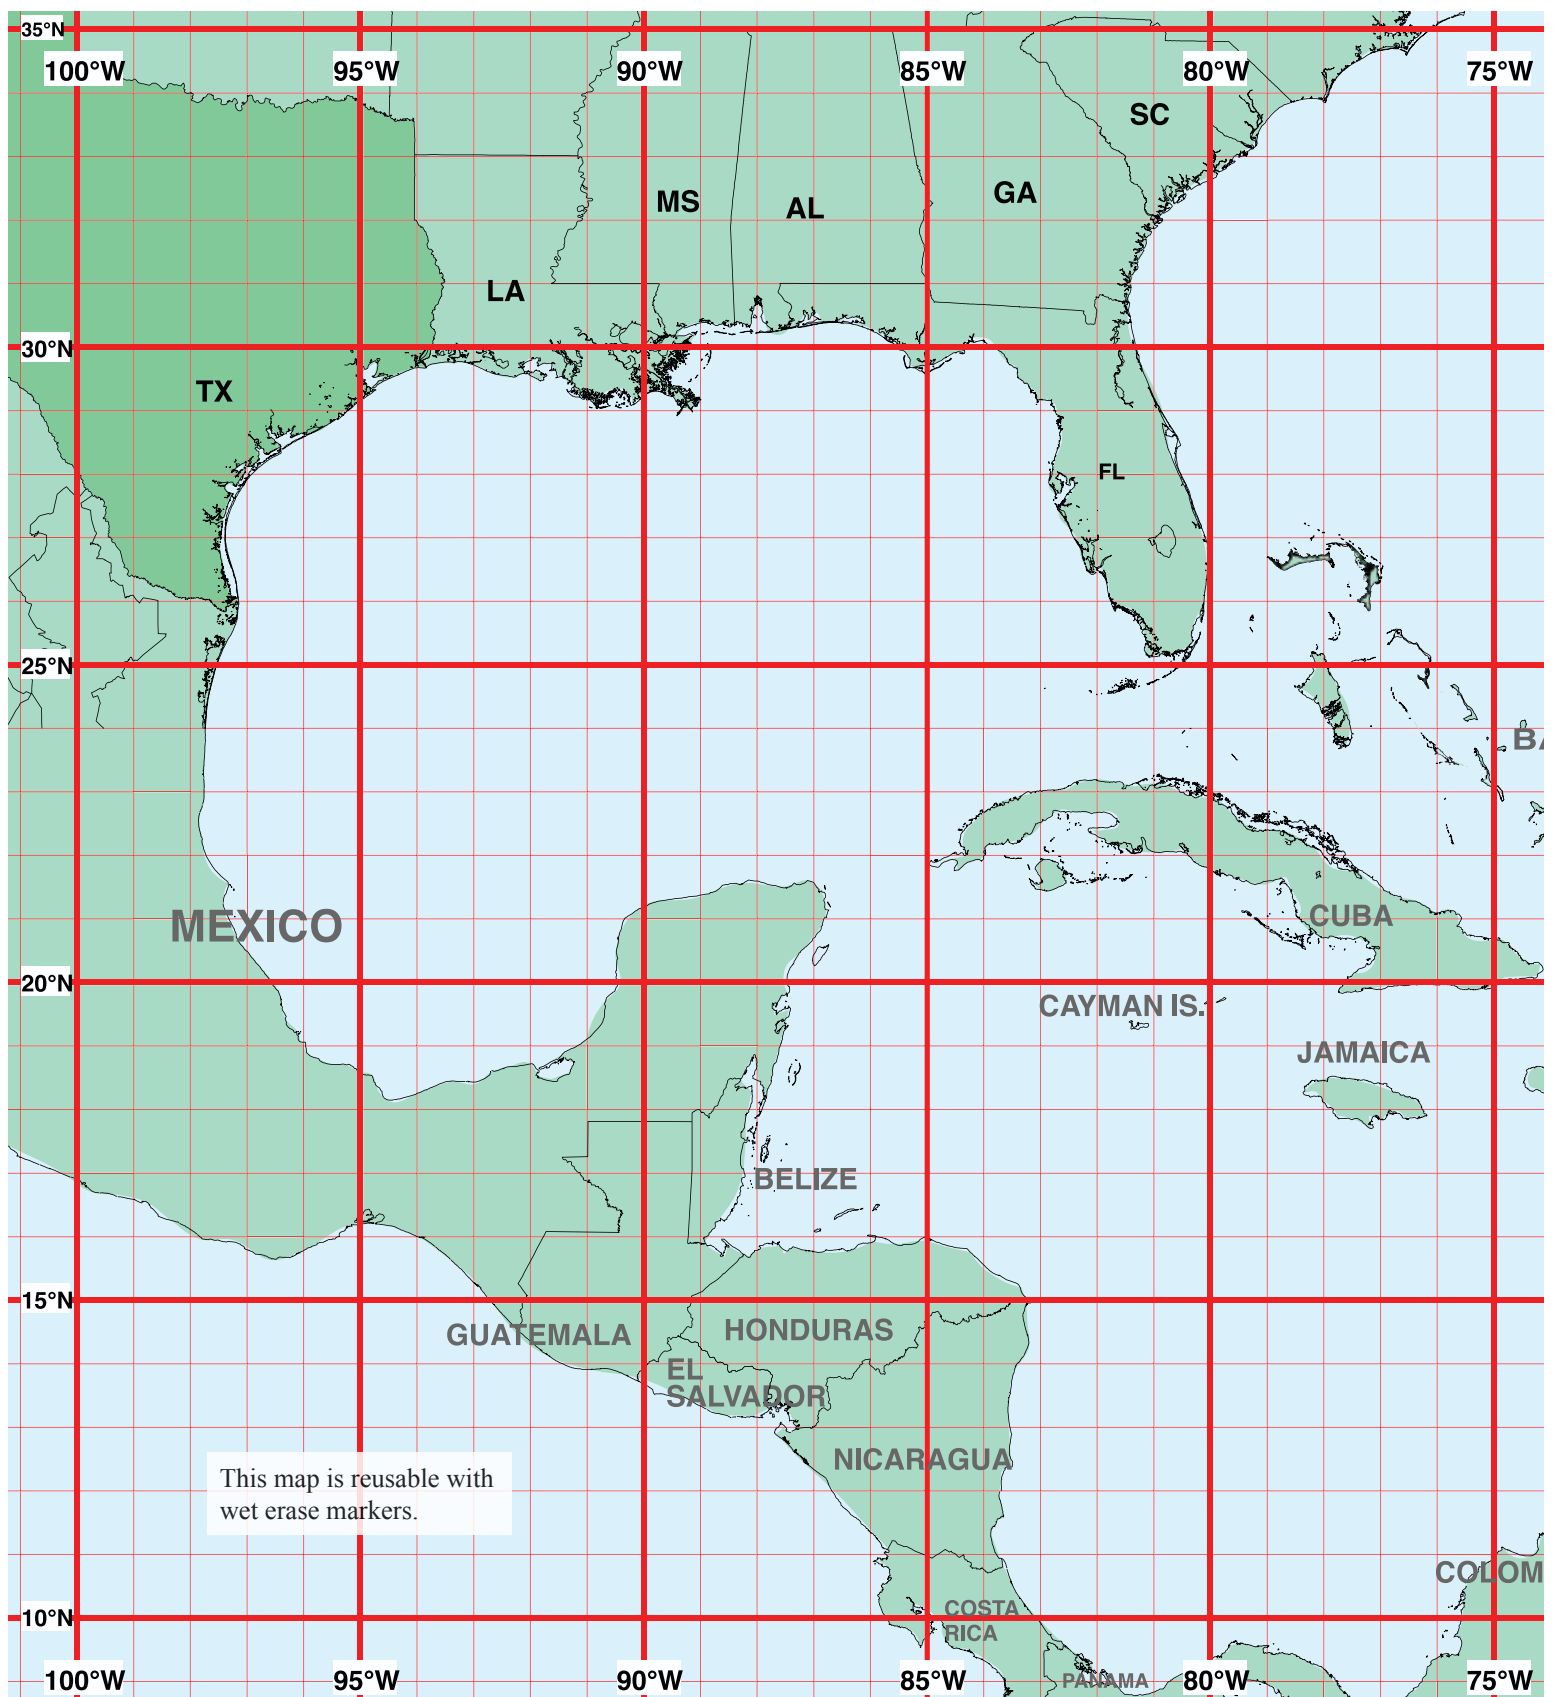 35°N
100°W 95°W 90°W 85°W 80°W 75°W
SC
GA
MS
AL
LA
30°N
TX
FL
25°N
BA
MEXICO
CUBA
20°N
CAYMAN IS.
JAMAICA
BELIZE
15°N
HONDURAS
GUATEMALA
EL
SALVADOR
NICARAGUA
This map is reusable with
wet erase markers.
COLOM
COSTA
RICA
10°N
PANAMA
100°W 95°W 90°W 85°W 80°W 75°W